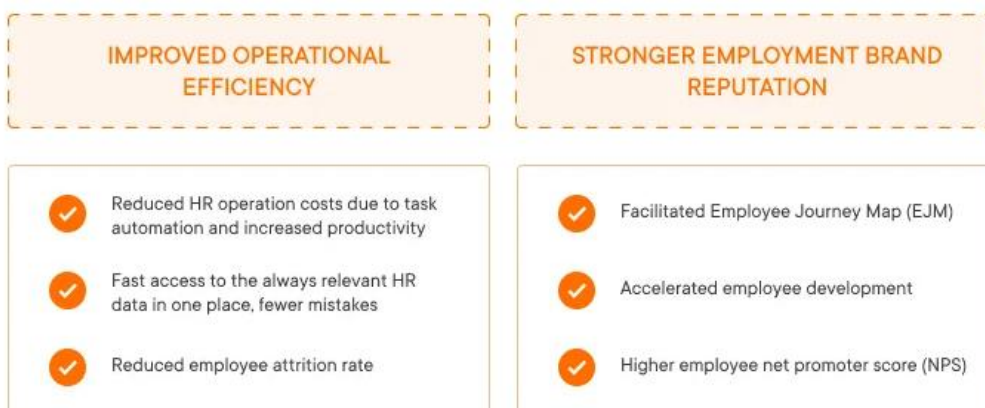 IMPROVED OPERATIONAL
EFFICIENCY
Reduced HR operation costs due to task
automation and increased productivity
Fast access to the always relevant HR
data in one place, fewer mistakes
Reduced employee attrition rate
STRONGER EMPLOYMENT BRAND
REPUTATION
Facilitated Employee Journey Map (EJM)
Accelerated employee development
Higher employee net promoter score (NPS)